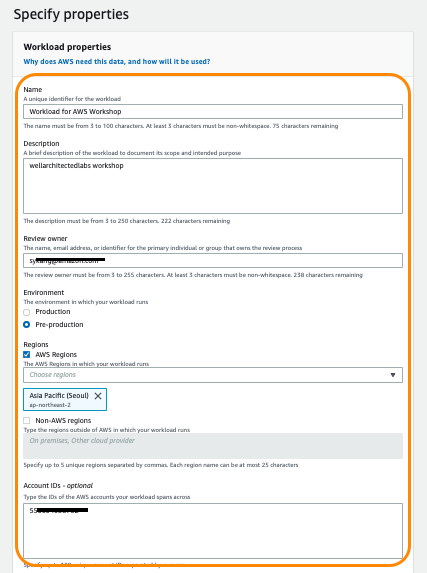 Specify properties
Workload properties
Why does AWS need this data, and how will it be used?
Name
A unique identifier for the workload
Workload for AWS Workshop
The name must be from 3 to 100 characters. At least 3 characters must be non-whitespace. 75 characters remaining
Description
A brief description of the workload to document its scope and intended purpose
wellarchitectedlabs workshop
The description must be from 3 to 250 characters. 222 characters remaining
Review owner
The name, email address, or identifier for the primary individual or group that owns the review process
The review owner must be from 3 to 255 characters. At least 3 characters must be non-whitespace. 238 characters remaining
Environment
The environment in which your workload runs
Production
Pre-production
Regions
AWS Regions
The AWS Regions in which your workload runs
Choose regions
Asia Pacific (Seoul)
ap-northeast-2
Non-AWS regions
Type the regions outside of AWS in which your workload runs
On premises, Other cloud provider
Specify up to 5 unique regions separated by commas. Each region name can be at most 25 characters
Account IDs - optional
Type the IDs of the AWS accounts your workload spans across